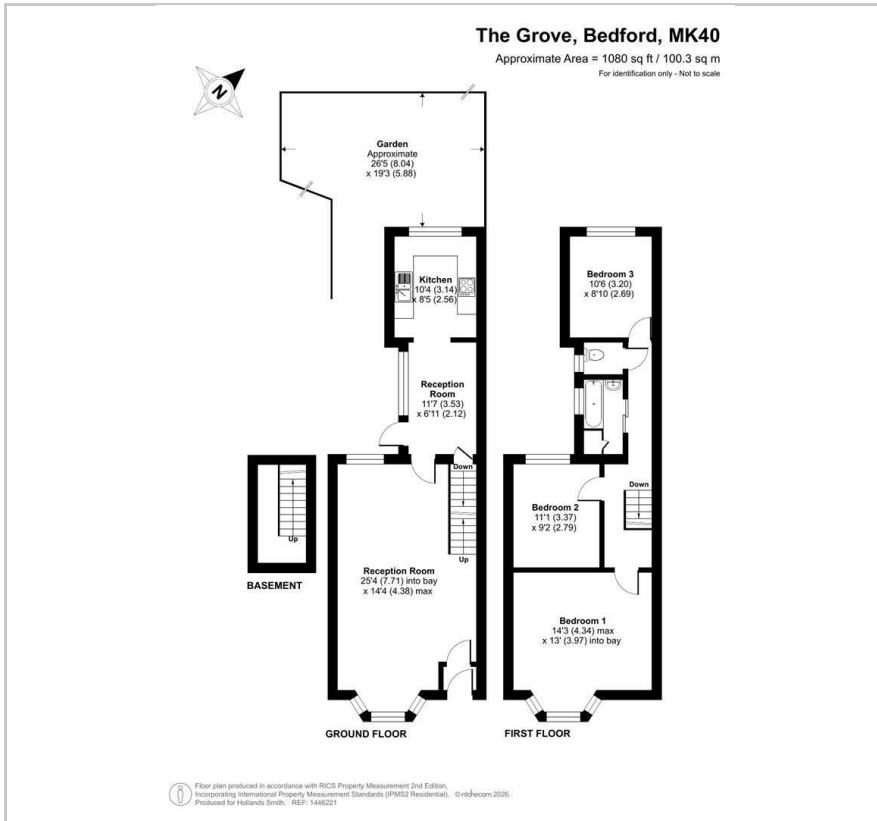 The Grove, Bedford, MK40
Approximate Area = 1080 sq ft / 100.3 sq m
For identification only - Not to scale
N
Garden
Approximate
26'5 (8.04)
x 19'3 (5.88)
Kitchen
10'4 (3.14)
x 8'5 (2.56)
Bedroom 3
10'6 (3.20)
x 8'10 (2.69)
Reception
Room
11'7 (3.53)
x 6'11 (2.12)
Down
Up
BASEMENT
Reception Room
25'4 (7.71) into bay
x 14'4 (4.38) max
Up
GROUND FLOOR
Bedroom 2
11'1 (3.37)
x 9'2 (2.79)
Down
Bedroom 1
14'3 (4.34) max
x 13' (3.97) into bay
FIRST FLOOR
Floor plan produced in accordance with RICS Property Measurement 2nd Edition,
Incorporating International Property Measurement Standards (IPMS2 Residential). ©nichecom 2026.
Produced for Hollands Smith. REF: 1446221